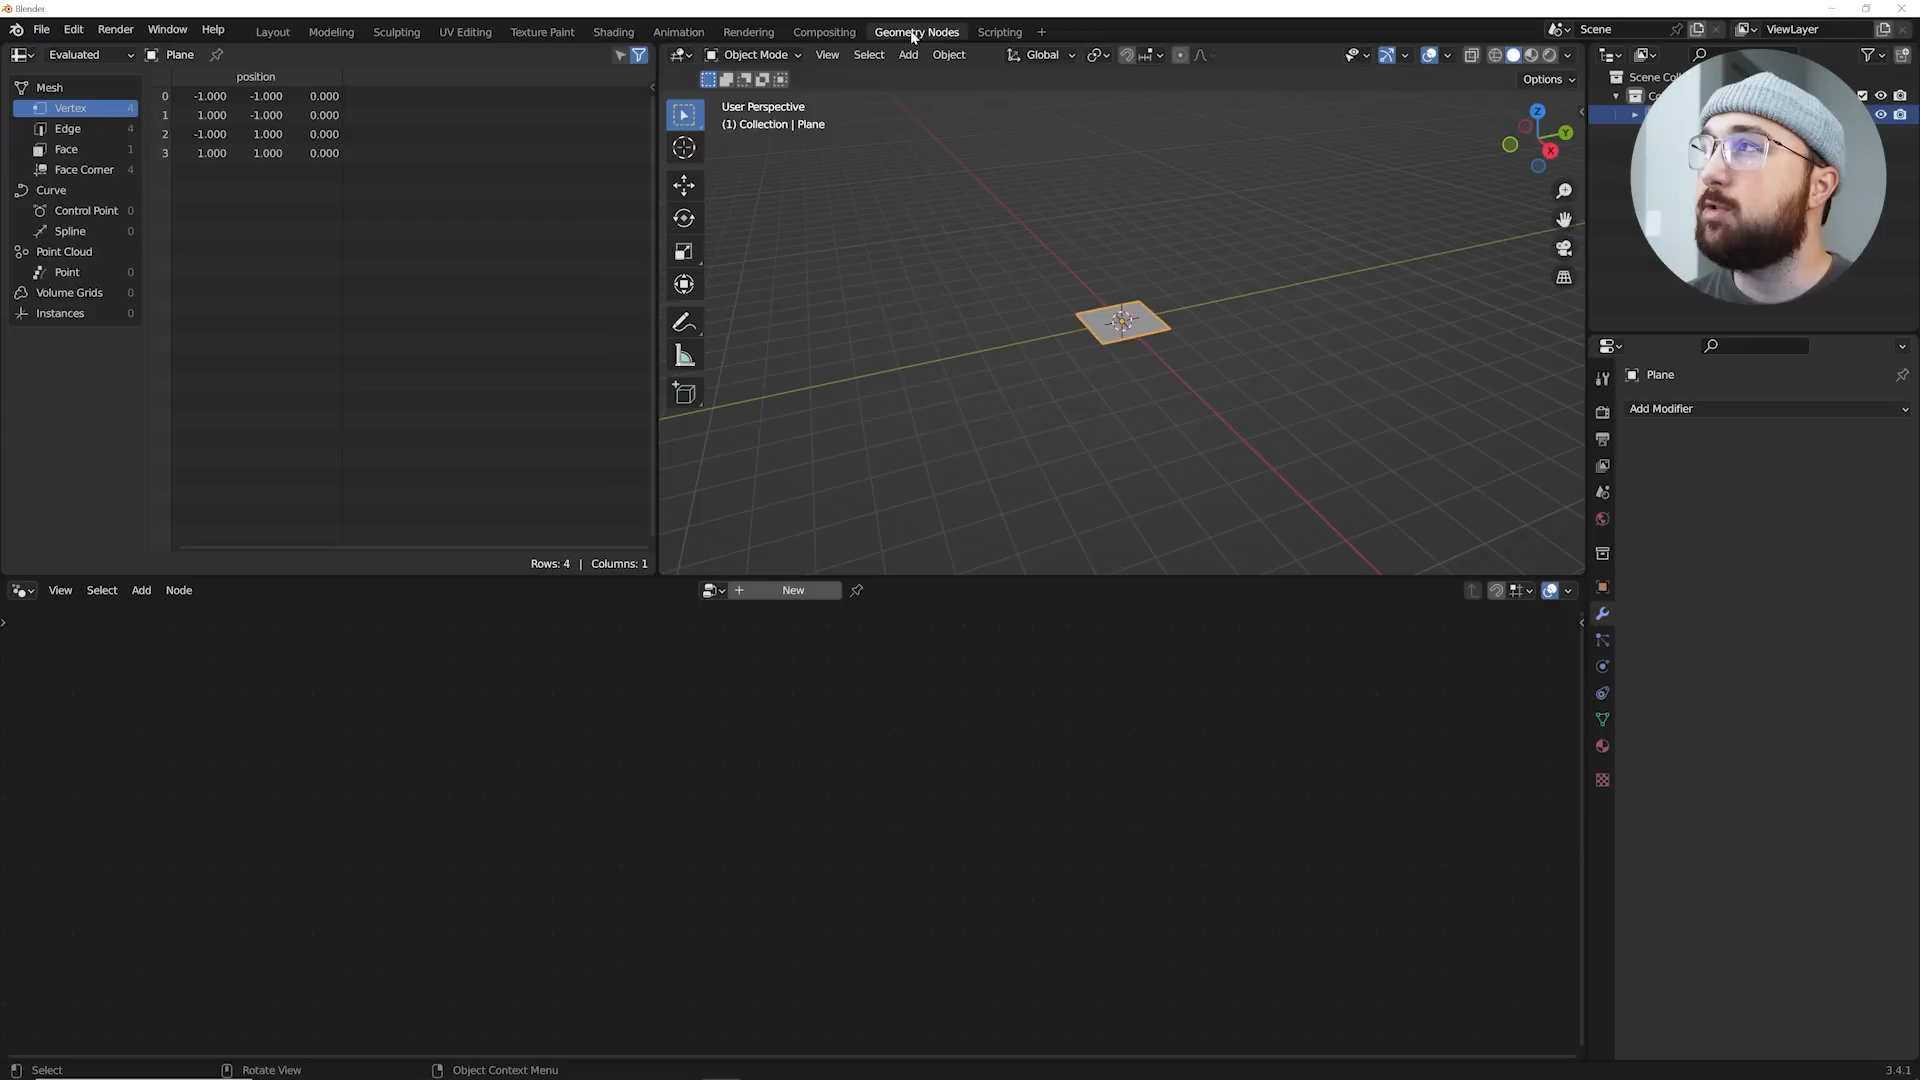 Blender
File Edit Render Window Help Layout Modeling Sculpting UV Editing Texture Paint Shading Animation Rendering Compositing Geometry Nodes Scripting + Scene ViewLayer
Evaluated Plane
position
Mesh
Vertex 4
Edge 4
Face 1
Face Corner 4
Curve
Control Point 0
Spline 0
Point Cloud
Point 0
Volume Grids 0
Instances 0
0 -1.000 -1.000 0.000
1 1.000 -1.000 0.000
2 -1.000 1.000 0.000
3 1.000 1.000 0.000
Rows: 4 | Columns: 1
Object Mode View Select Add Object Global
Options
User Perspective
(1) Collection | Plane
Z
Y
X
Scene Col
Plane
Add Modifier
View Select Add Node + New
Select Rotate View Object Context Menu 3.4.1